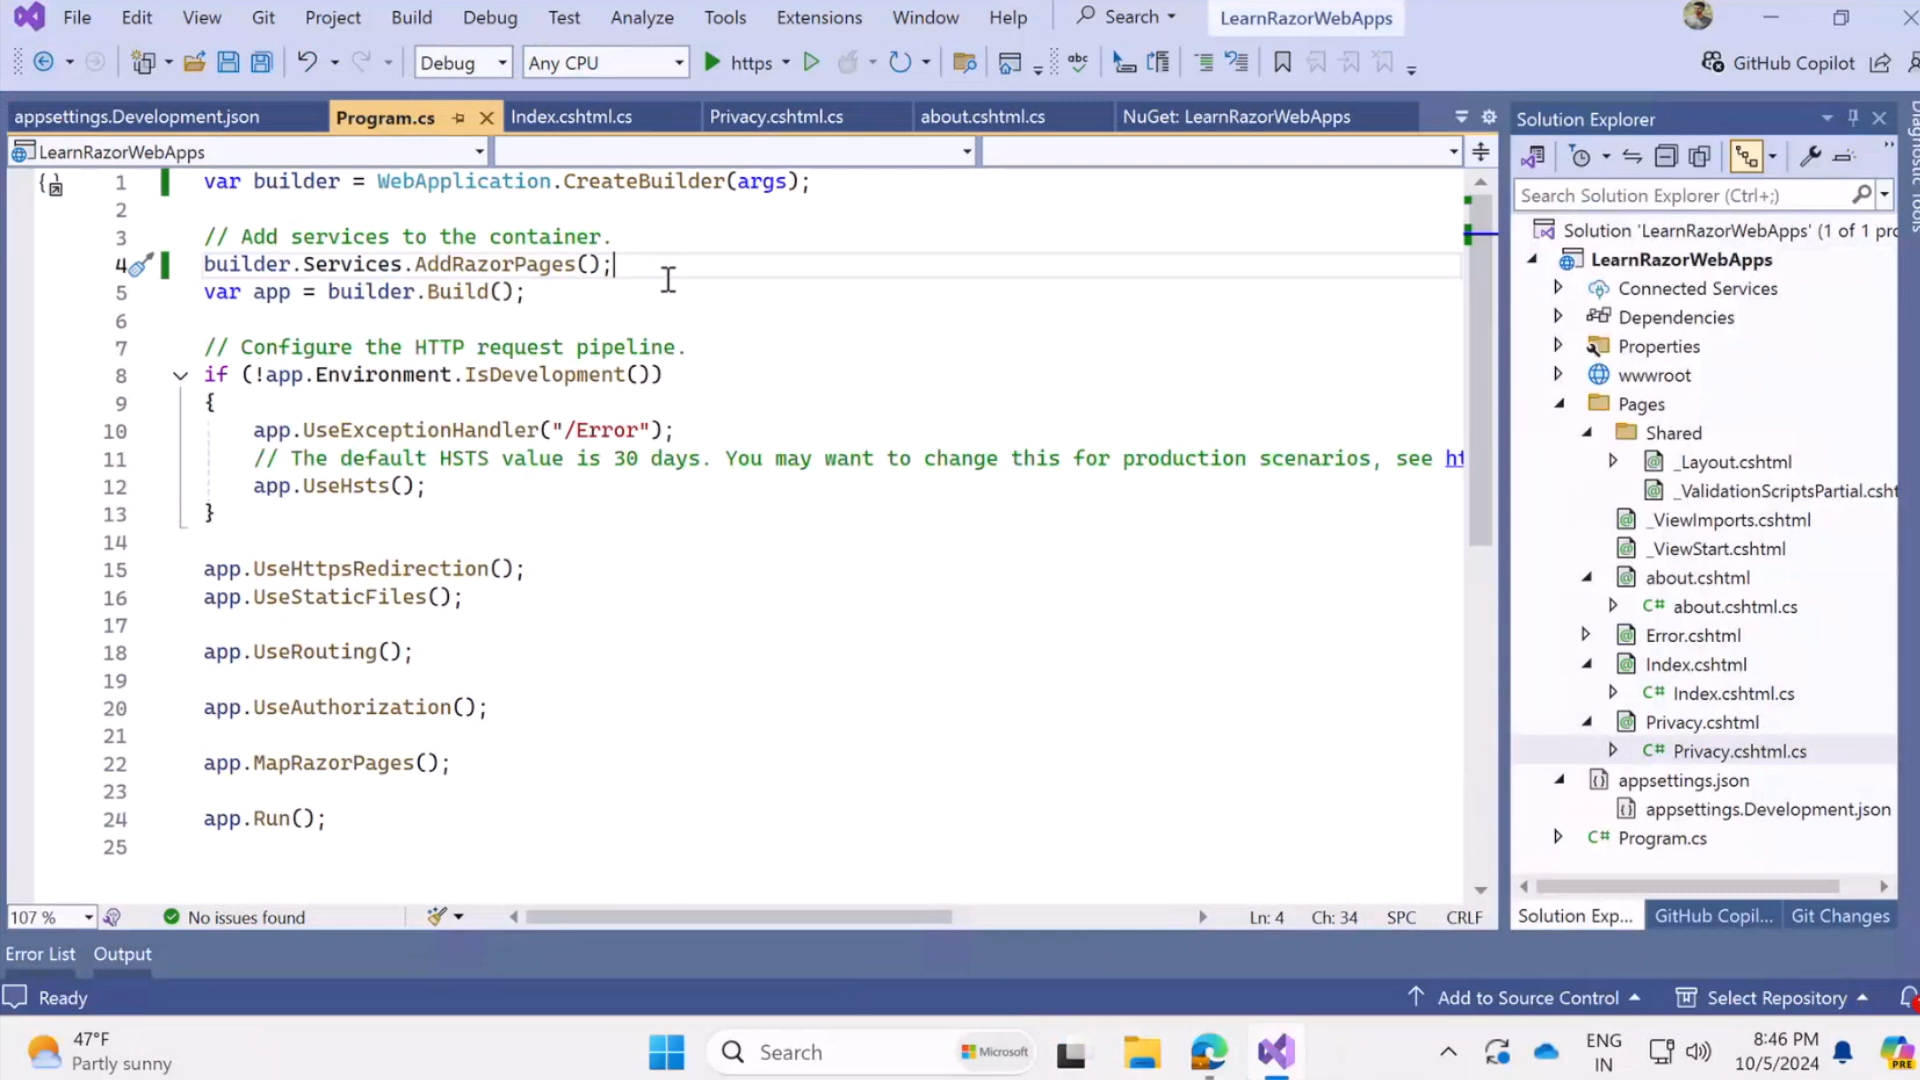 File Edit View Git Project Build Debug Test Analyze Tools Extensions Window Help Search LearnRazorWebApps
Debug Any CPU https abc GitHub Copilot
appsettings.Development.json Program.cs Index.cshtml.cs Privacy.cshtml.cs about.cshtml.cs NuGet: LearnRazorWebApps
LearnRazorWebApps
1 var builder = WebApplication.CreateBuilder(args);
2
3 // Add services to the container.
4 builder.Services.AddRazorPages();
5 var app = builder.Build();
6
7 // Configure the HTTP request pipeline.
8 if (!app.Environment.IsDevelopment())
9 {
10 app.UseExceptionHandler("/Error");
11 // The default HSTS value is 30 days. You may want to change this for production scenarios, see ht
12 app.UseHsts();
13 }
14
15 app.UseHttpsRedirection();
16 app.UseStaticFiles();
17
18 app.UseRouting();
19
20 app.UseAuthorization();
21
22 app.MapRazorPages();
23
24 app.Run();
25
107 % No issues found Ln: 4 Ch: 34 SPC CRLF
Solution Explorer
Search Solution Explorer (Ctrl+;)
Solution 'LearnRazorWebApps' (1 of 1 pro
LearnRazorWebApps
Connected Services
Dependencies
Properties
wwwroot
Pages
Shared
_Layout.cshtml
_ValidationScriptsPartial.csht
_ViewImports.cshtml
_ViewStart.cshtml
about.cshtml
C# about.cshtml.cs
Error.cshtml
Index.cshtml
C# Index.cshtml.cs
Privacy.cshtml
C# Privacy.cshtml.cs
appsettings.json
appsettings.Development.json
C# Program.cs
Solution Exp... GitHub Copil... Git Changes
Diagnostic Tools
Error List Output
Ready Add to Source Control Select Repository
47°F
Partly sunny
Search Microsoft
ENG
IN
8:46 PM
10/5/2024
PRE